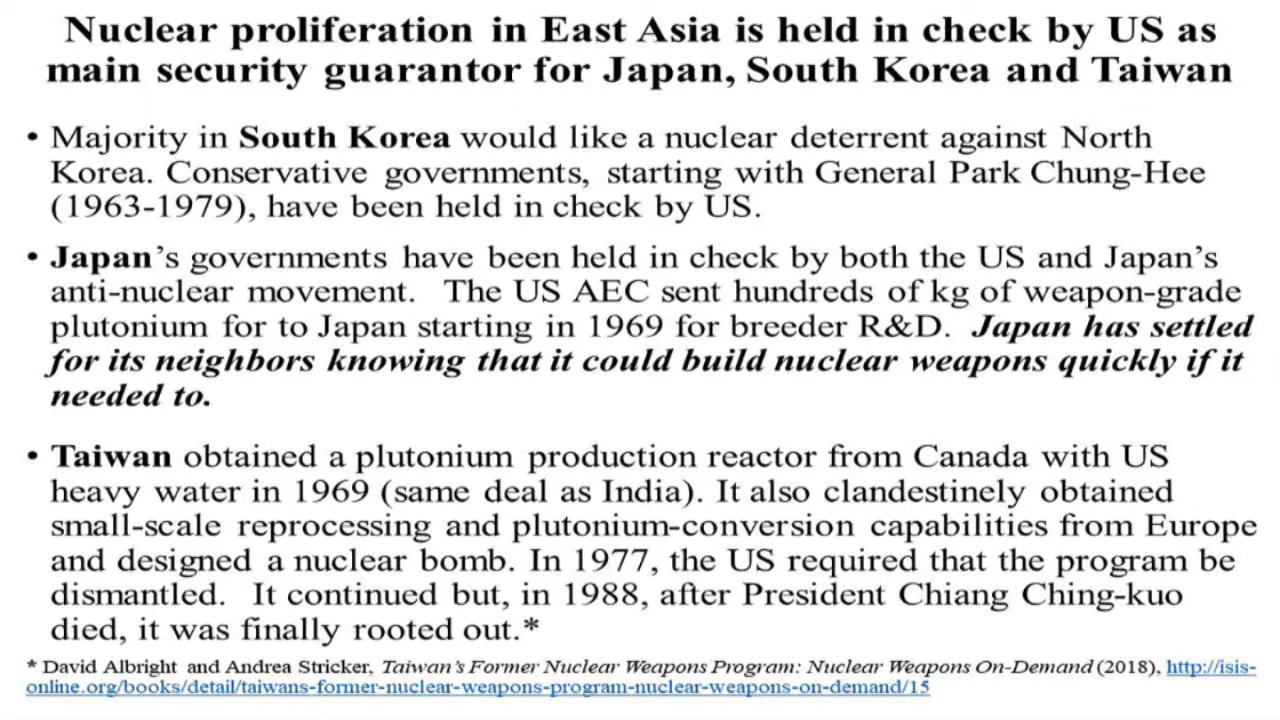 Nuclear proliferation in East Asia is held in check by US as
main security guarantor for Japan, South Korea and Taiwan
• Majority in South Korea would like a nuclear deterrent against North
Korea. Conservative governments, starting with General Park Chung-Hee
(1963-1979), have been held in check by US.
• Japan’s governments have been held in check by both the US and Japan’s
anti-nuclear movement. The US AEC sent hundreds of kg of weapon-grade
plutonium for to Japan starting in 1969 for breeder R&D. Japan has settled
for its neighbors knowing that it could build nuclear weapons quickly if it
needed to.
• Taiwan obtained a plutonium production reactor from Canada with US
heavy water in 1969 (same deal as India). It also clandestinely obtained
small-scale reprocessing and plutonium-conversion capabilities from Europe
and designed a nuclear bomb. In 1977, the US required that the program be
dismantled. It continued but, in 1988, after President Chiang Ching-kuo
died, it was finally rooted out.*
* David Albright and Andrea Stricker, Taiwan’s Former Nuclear Weapons Program: Nuclear Weapons On-Demand (2018), http://isis-
online.org/books/detail/taiwans-former-nuclear-weapons-program-nuclear-weapons-on-demand/15